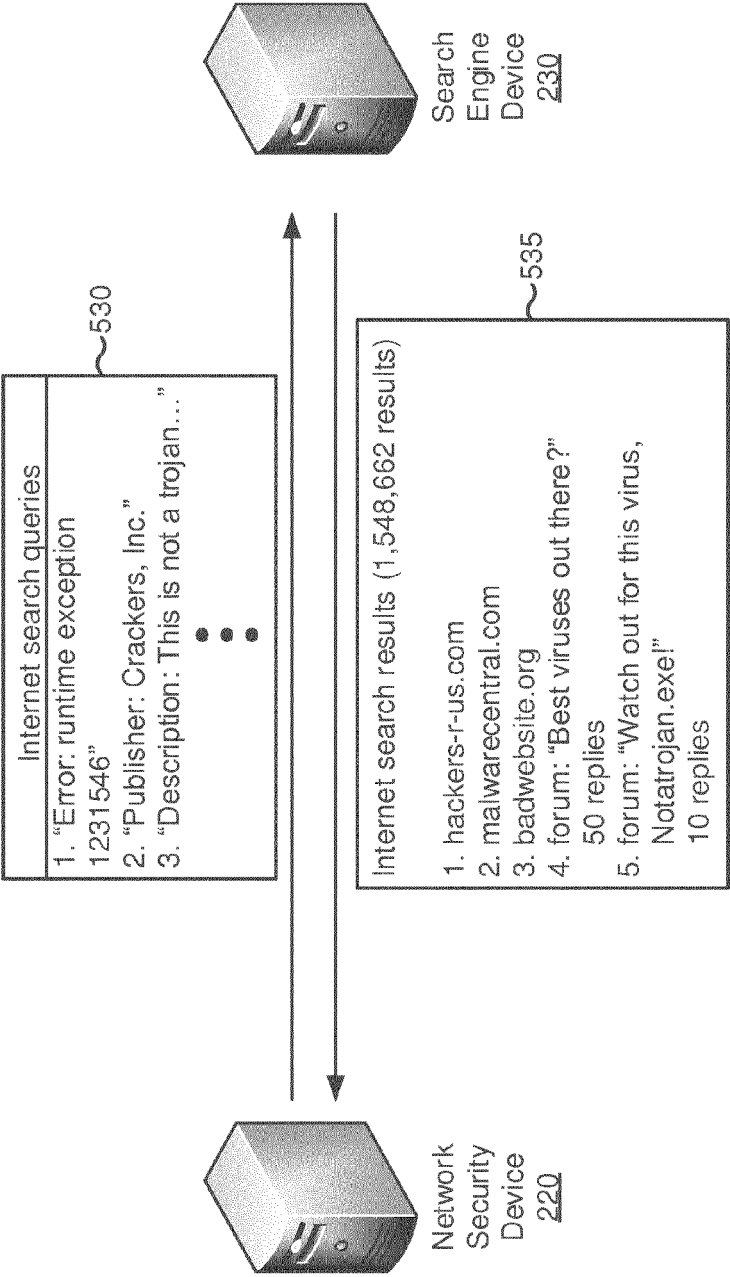 Internet search queries
1. “Error: runtime exception
1231546”
2. “Publisher: Crackers, Inc.”
3. “Description: This is not a trojan…”
530
Network
Security
Device
220
Search
Engine
Device
230
Internet search results (1,548,662 results)
1. hackers-r-us.com
2. malwarecentral.com
3. badwebsite.org
4. forum: “Best viruses out there?”
50 replies
5. forum: “Watch out for this virus,
Notatrojan.exe!”
10 replies
535